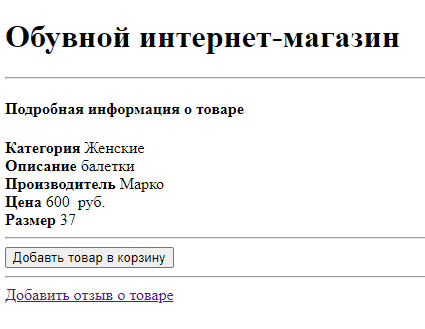 Обувной интернет-магазин
Подробная информация о товаре
Категория Женские
Описание балетки
Производитель Марко
Цена 600 руб.
Размер 37
Добавть товар в корзину
Добавить отзыв о товаре